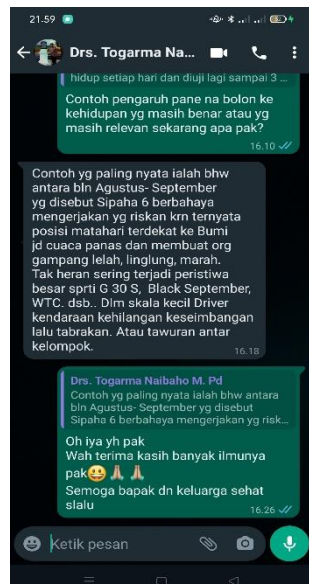 21.59
Drs. Togarma Na...
hidup setiap hari dan diuji lagi sampai 3 ...
Contoh pengaruh pane na bolon ke
kehidupan yg masih benar atau yg
masih relevan sekarang apa pak?
16.10
Contoh yg paling nyata ialah bhw
antara bln Agustus- September
yg disebut Sipaha 6 berbahaya
mengerjakan yg riskan krn ternyata
posisi matahari terdekat ke Bumi
jd cuaca panas dan membuat org
gampang lelah, linglung, marah.
Tak heran sering terjadi peristiwa
besar sprti G 30 S, Black September,
WTC. dsb.. Dlm skala kecil Driver
kendaraan kehilangan keseimbangan
lalu tabrakan. Atau tawuran antar
kelompok.
16.18
Drs. Togarma Naibaho M. Pd
Contoh yg paling nyata ialah bhw antara
bln Agustus- September yg disebut
Sipaha 6 berbahaya mengerjakan yg risk...
Oh iya yh pak
Wah terima kasih banyak ilmunya
pak😃🙏🙏
Semoga bapak dn keluarga sehat
slalu
16.26
Ketik pesan